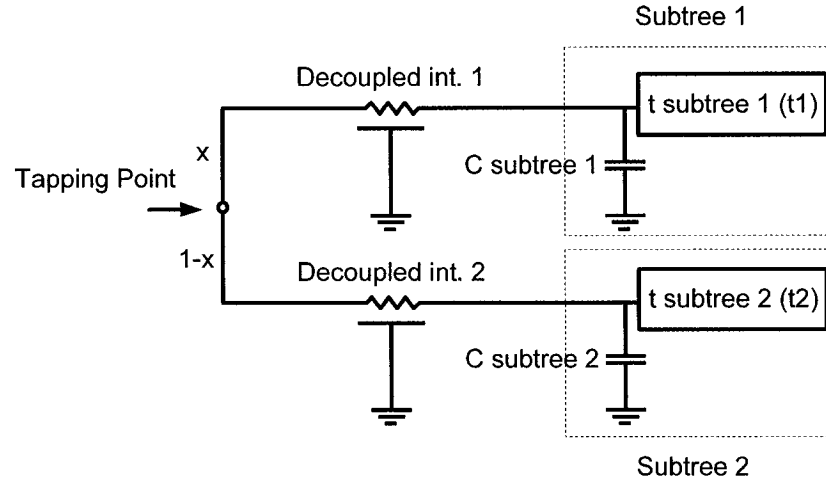 Subtree 1
Decoupled int. 1
t subtree 1 (t1)
x
C subtree 1
Tapping Point
1-x
Decoupled int. 2
t subtree 2 (t2)
C subtree 2
Subtree 2